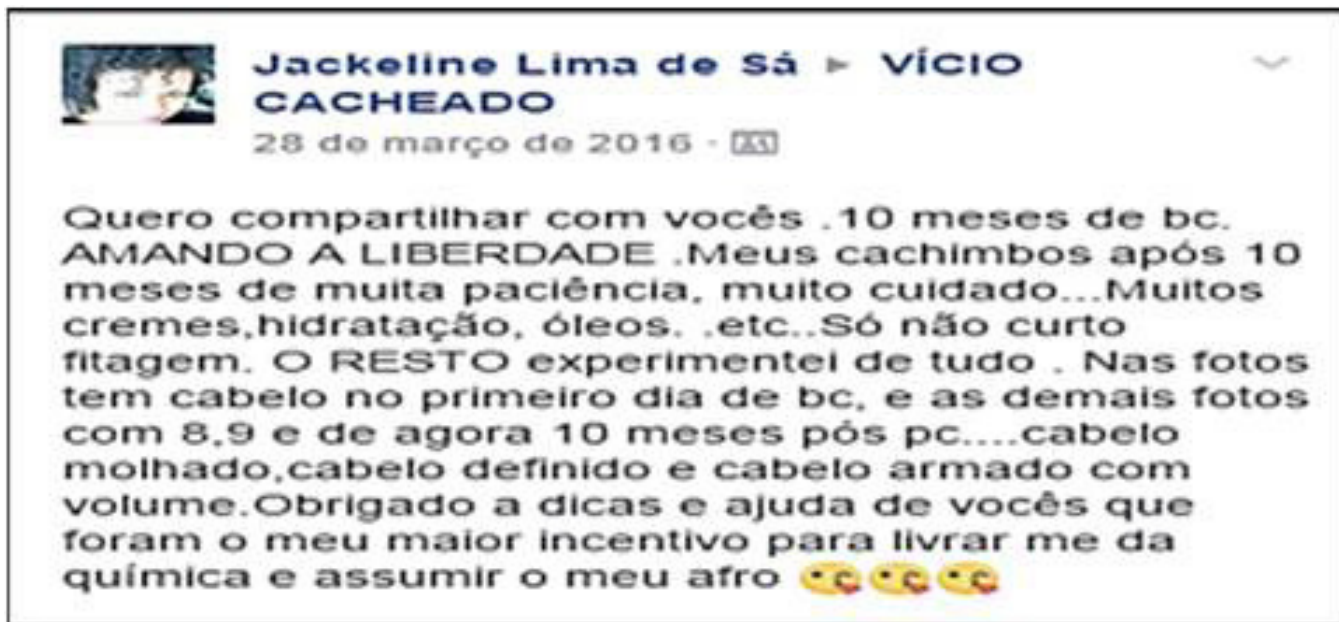 Jackeline Lima de Sá ▸ VÍCIO
CACHEADO
28 de março de 2016 ·
Quero compartilhar com vocês .10 meses de bc.
AMANDO A LIBERDADE .Meus cachimbos após 10
meses de muita paciência, muito cuidado...Muitos
cremes,hidratação, óleos. .etc..Só não curto
fitagem. O RESTO experimentei de tudo . Nas fotos
tem cabelo no primeiro dia de bc, e as demais fotos
com 8,9 e de agora 10 meses pós pc....cabelo
molhado,cabelo definido e cabelo armado com
volume.Obrigado a dicas e ajuda de vocês que
foram o meu maior incentivo para livrar me da
química e assumir o meu afro 😘😘😘